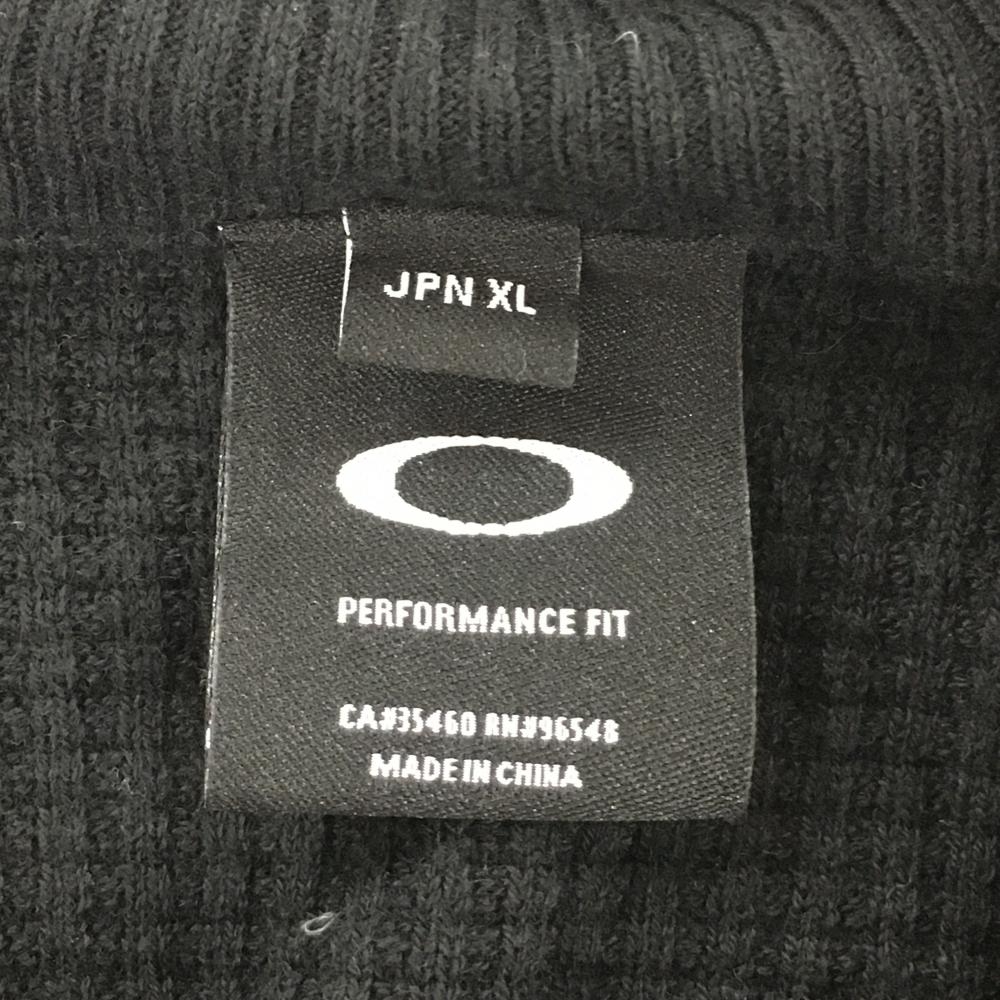 JPN XL
PERFORMANCE FIT
CA#35460 RN#96548
MADE IN CHINA